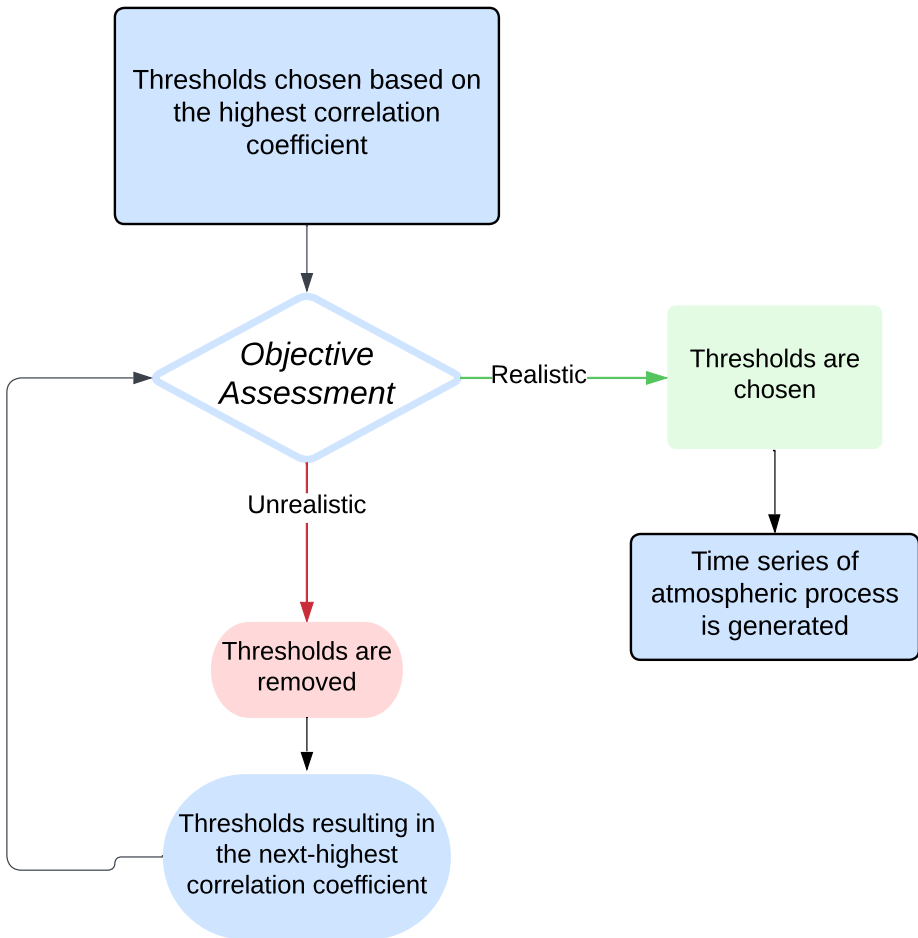 Thresholds chosen based on
the highest correlation
coefficient
Objective
Assessment
Realistic
Thresholds are
chosen
Unrealistic
Time series of
atmospheric process
is generated
Thresholds are
removed
Thresholds resulting in
the next-highest
correlation coefficient